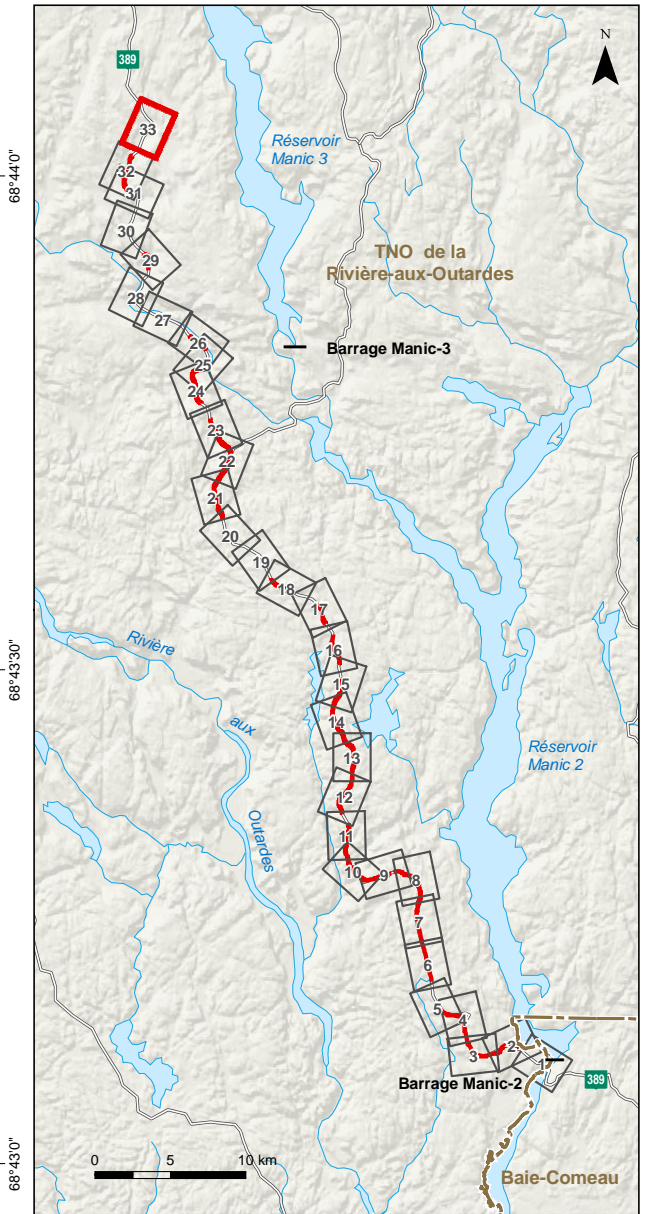 N
389
33
Réservoir
Manic 3
68°44'0"
32
31
TNO de la
Rivière-aux-Outardes
30
29
28
27
26
Barrage Manic-3
25
24
23
22
21
20
19
18
17
Rivière
16
68°43'30"
15
aux
14
Réservoir
Manic 2
13
12
Outardes
11
10
9
8
7
6
5
4
3
2
1
389
Barrage Manic-2
0 5 10 km
68°43'0"
Baie-Comeau